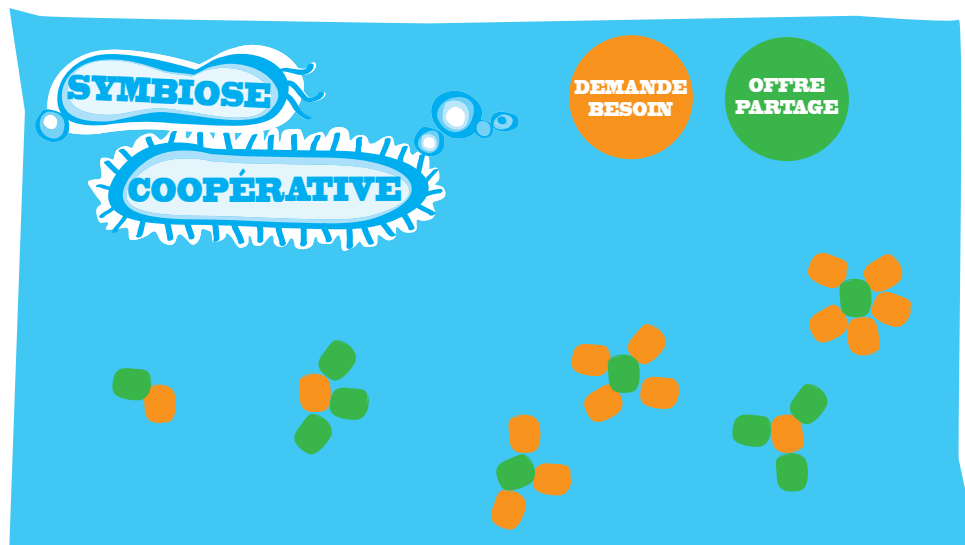 SYMBIOSE
COOPÉRATIVE
DEMANDE
BESOIN
OFFRE
PARTAGE